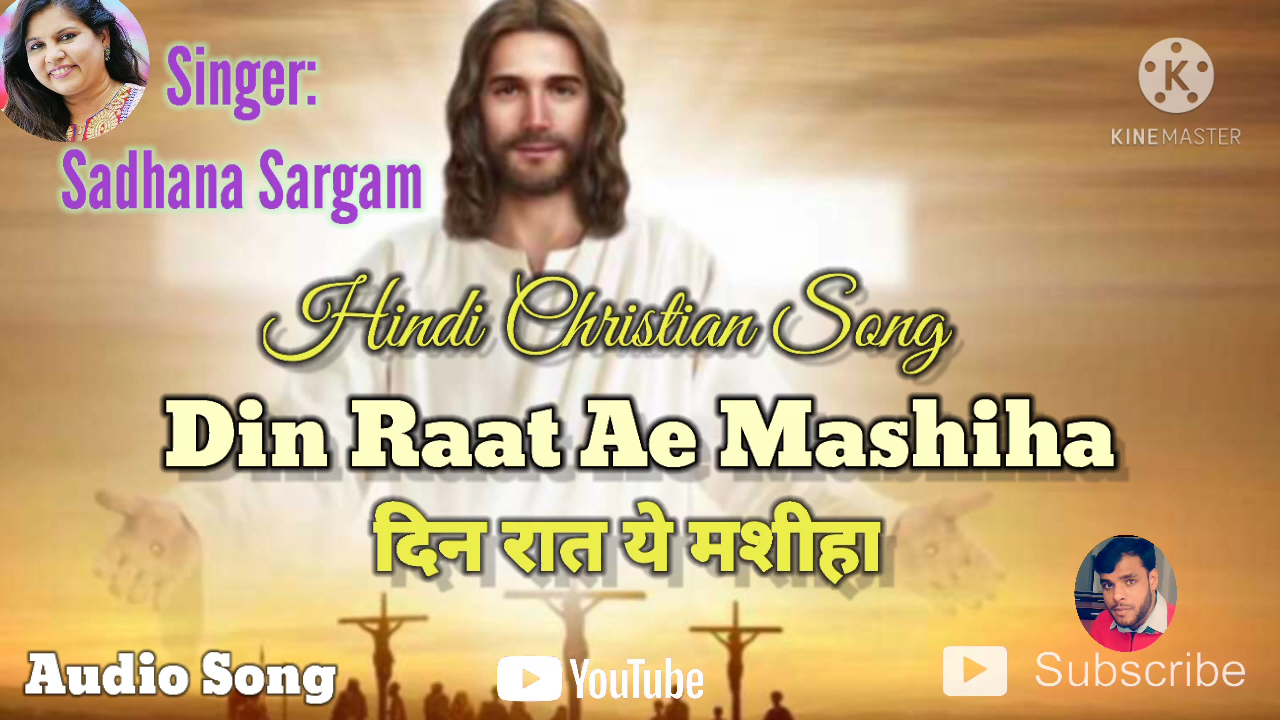 Singer:
Sadhana Sargam
K
KINEMASTER
Hindi Christian Song
Din Raat Ae Mashiha
दिन रात ये मशीहा
Audio Song
YouTube
Subscribe